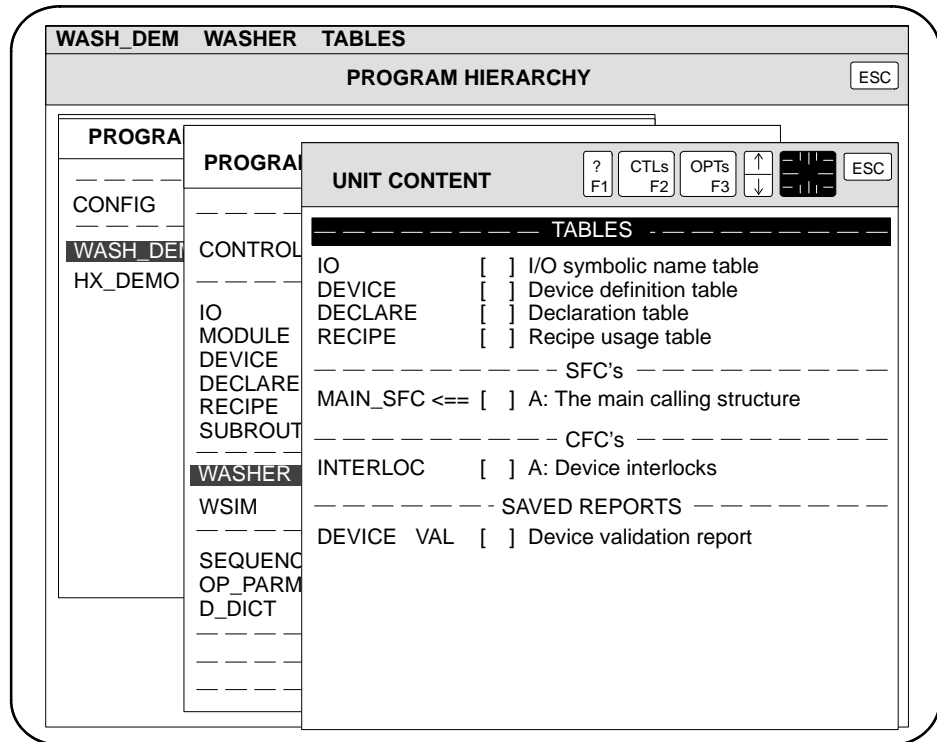 WASH_DEM WASHER TABLES
PROGRAM HIERARCHY ESC
PROGRA
CONFIG
WASH_DE
HX_DEMO
PROGRA
CONTROL
IO
MODULE
DEVICE
DECLARE
RECIPE
SUBROUT
WASHER
WSIM
SEQUENC
OP_PARM
D_DICT
UNIT CONTENT ? F1 CTLs F2 OPTs F3 ↑ ↓ ESC
TABLES
IO [ ] I/O symbolic name table
DEVICE [ ] Device definition table
DECLARE [ ] Declaration table
RECIPE [ ] Recipe usage table
SFC's
MAIN_SFC <== [ ] A: The main calling structure
CFC's
INTERLOC [ ] A: Device interlocks
SAVED REPORTS
DEVICE VAL [ ] Device validation report